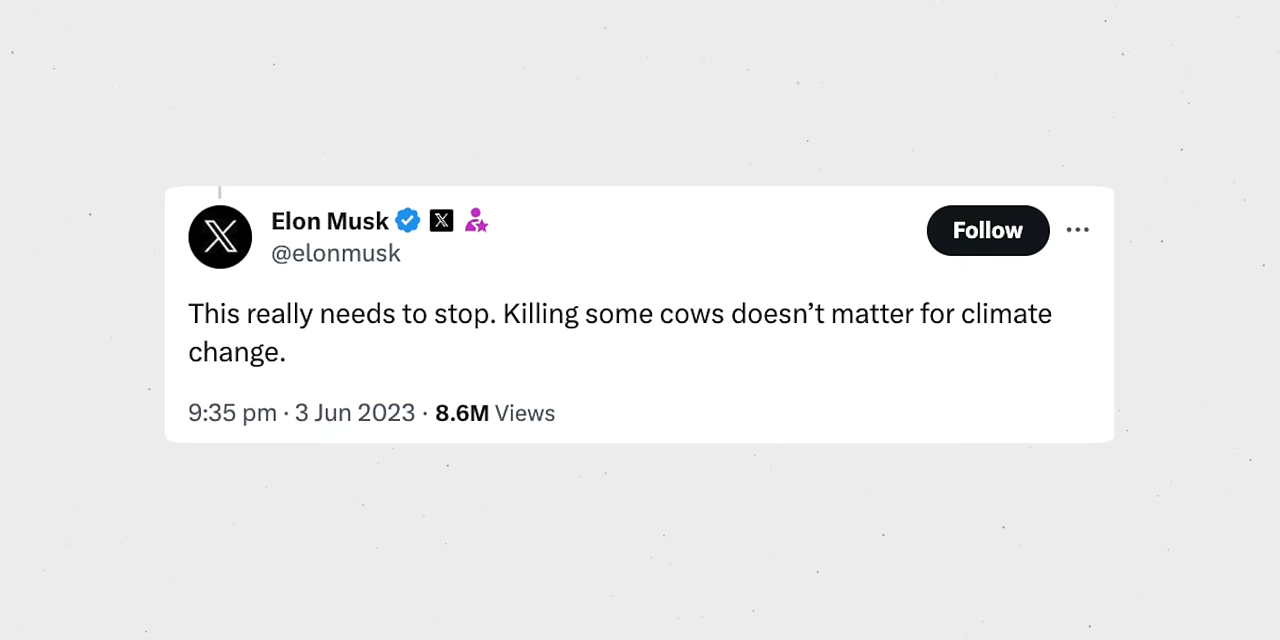 Elon Musk
@elonmusk
Follow
This really needs to stop. Killing some cows doesn’t matter for climate
change.
9:35 pm · 3 Jun 2023 · 8.6M Views